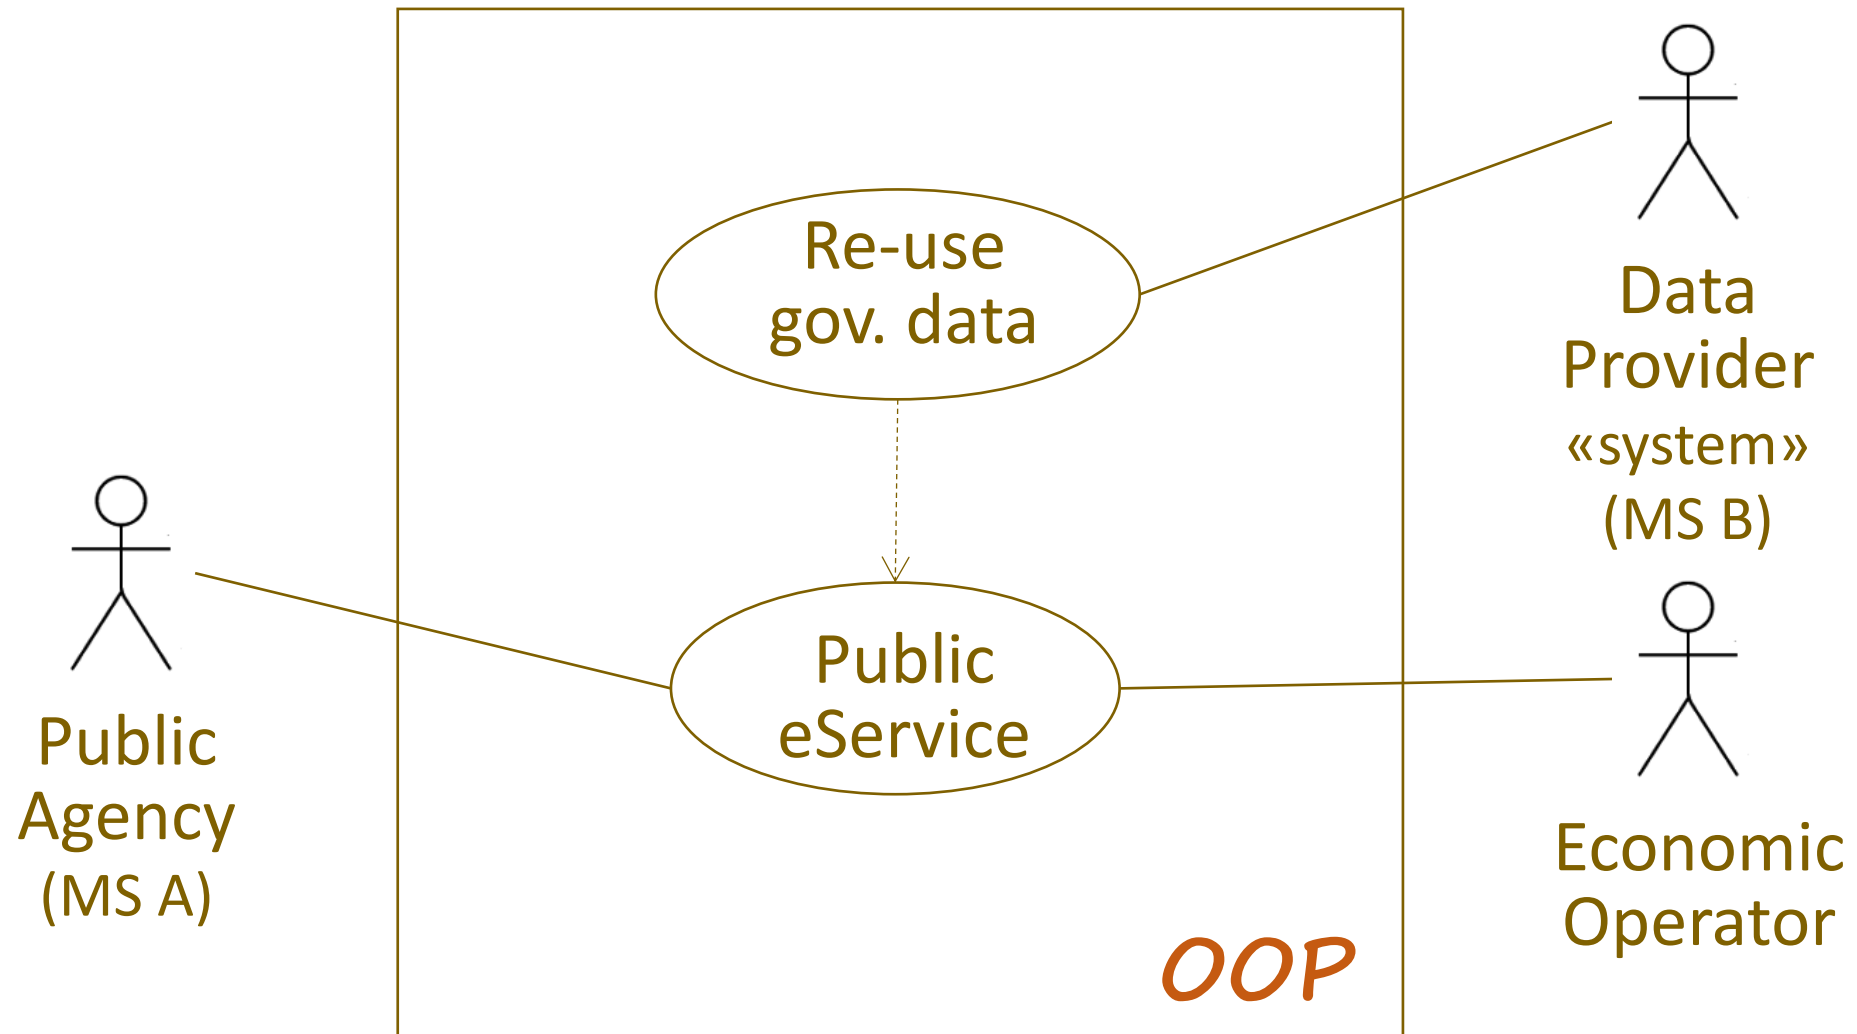 Re-use
gov. data
Data
Provider
«system»
(MS B)
Public
Agency
(MS A)
Public
eService
Economic
Operator
OOP